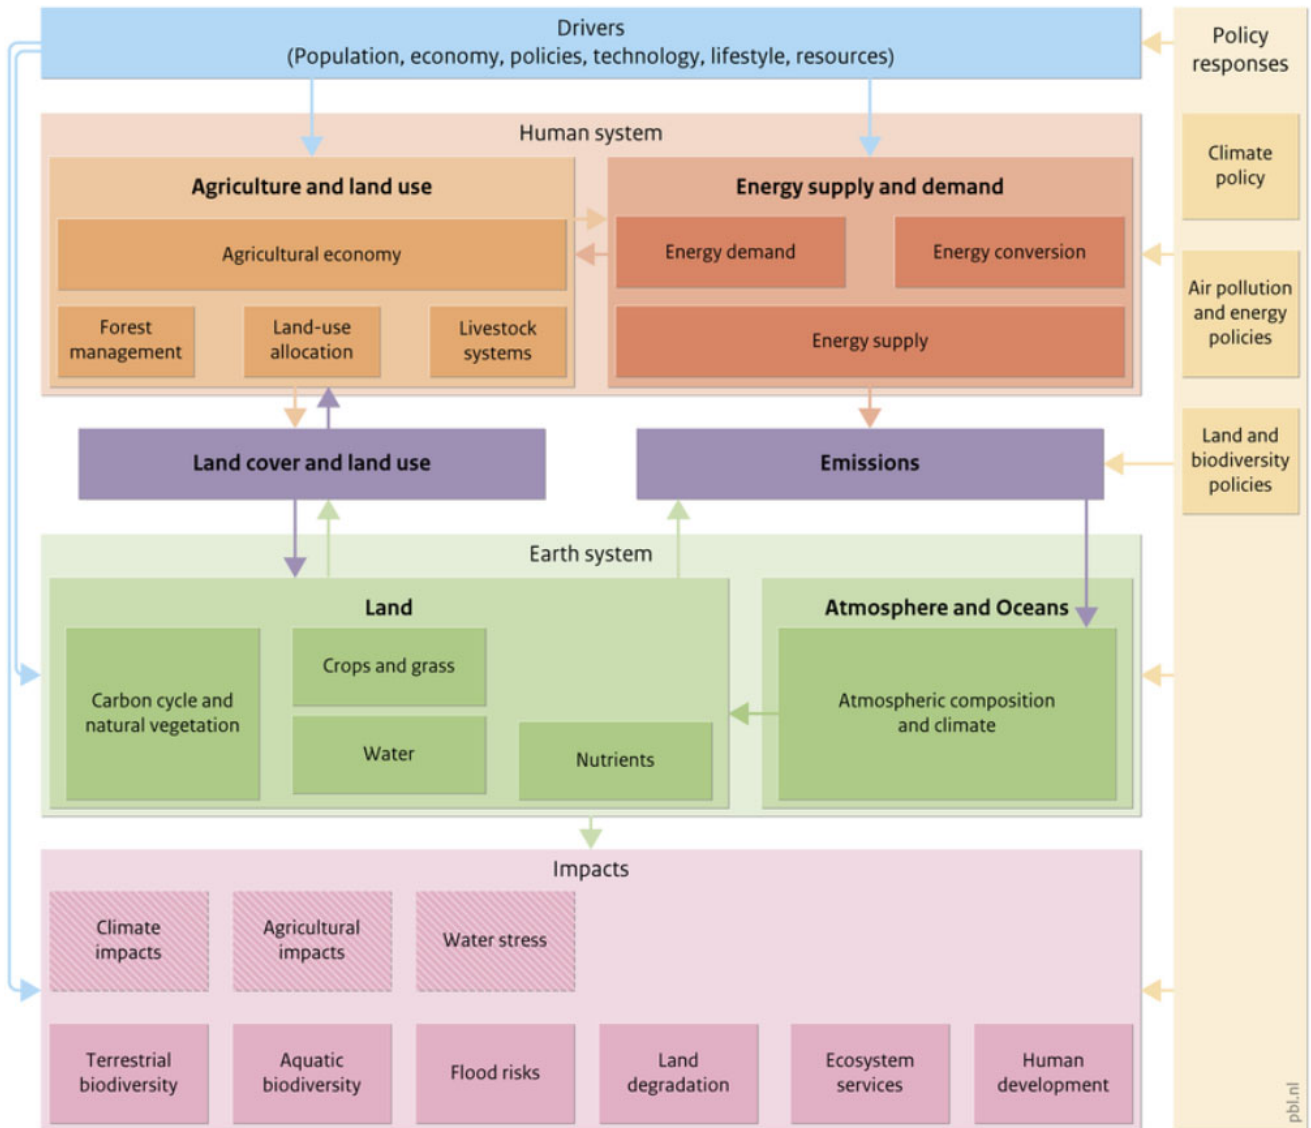 Drivers
(Population, economy, policies, technology, lifestyle, resources)
Policy
responses
Human system
Climate
policy
Agriculture and land use
Energy supply and demand
Agricultural economy
Energy demand
Energy conversion
Air pollution
and energy
policies
Forest
management
Land-use
allocation
Livestock
systems
Energy supply
Land cover and land use
Emissions
Land and
biodiversity
policies
Earth system
Land
Atmosphere and Oceans
Carbon cycle and
natural vegetation
Crops and grass
Water
Nutrients
Atmospheric composition
and climate
Impacts
Climate
impacts
Agricultural
impacts
Water stress
Terrestrial
biodiversity
Aquatic
biodiversity
Flood risks
Land
degradation
Ecosystem
services
Human
development
pbl.nl